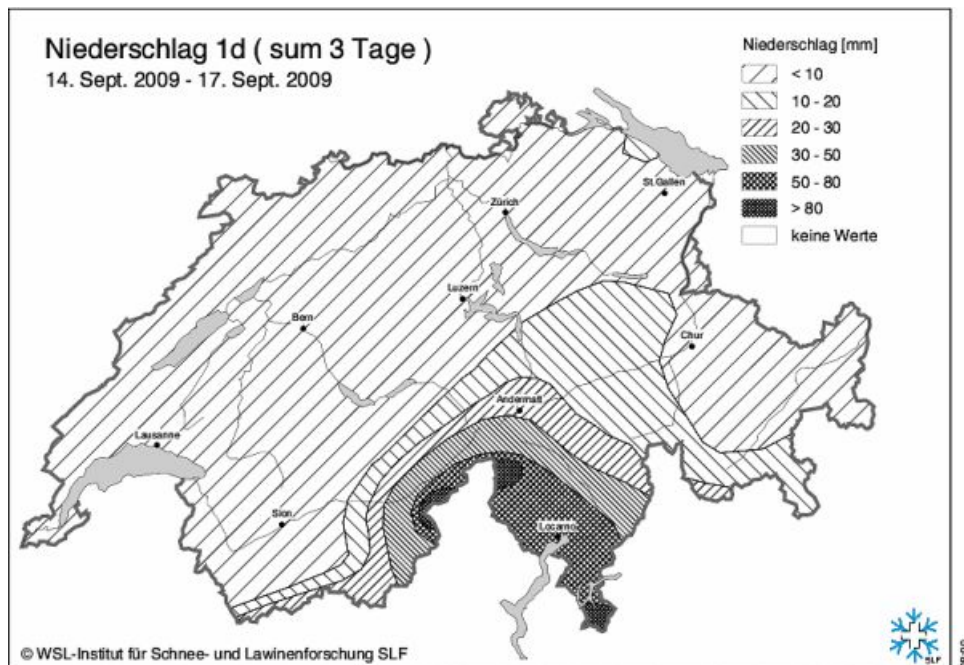 Niederschlag 1d ( sum 3 Tage )
14. Sept. 2009 - 17. Sept. 2009
Niederschlag [mm]
< 10
10 - 20
20 - 30
30 - 50
50 - 80
> 80
keine Werte
St.Gallen
Zürich
Luzern
Bern
Chur
Andermatt
Lausanne
Sion
Locarno
© WSL-Institut für Schnee- und Lawinenforschung SLF
SLF